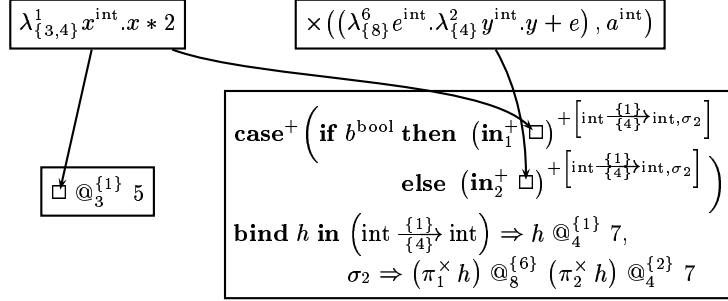 λ^1_{3,4} x^int . x ∗ 2
×((λ^6_{8} e^int . λ^2_{4} y^int . y + e), a^int)
□ @^{1}_3 5
case^+ (if b^bool then (in^+_1 □)^{+[int —{1}/{4}→ int, σ_2]}
else (in^+_2 □)^{+[int —{1}/{4}→ int, σ_2]})
bind h in (int —{1}/{4}→ int) ⇒ h @^{1}_4 7,
σ_2 ⇒ (π^×_1 h) @^{6}_8 (π^×_2 h) @^{2}_4 7